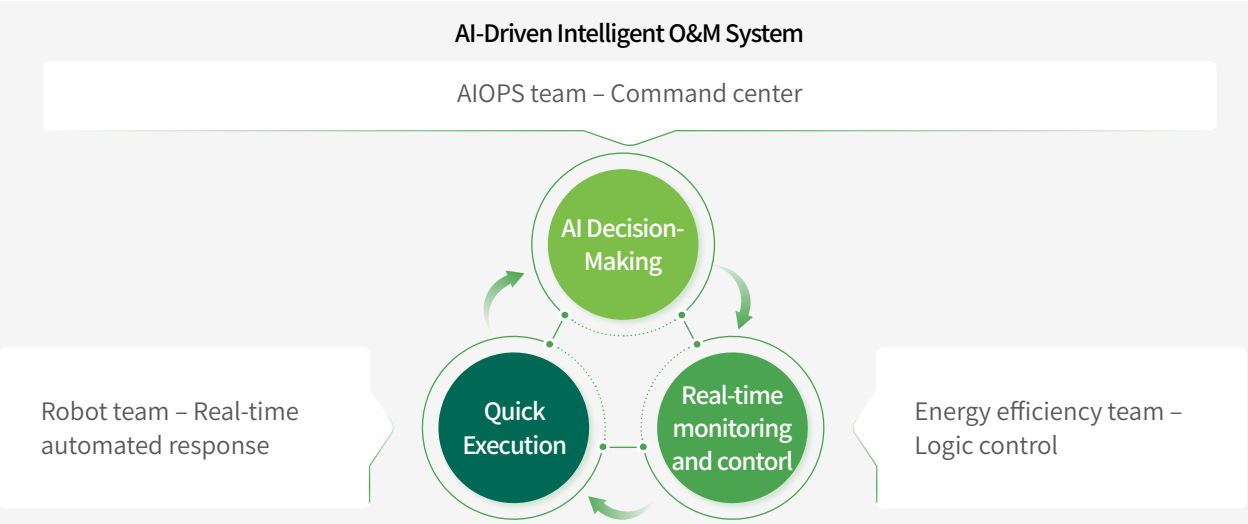 AI-Driven Intelligent O&M System
AIOPS team – Command center
AI Decision-
Making
Robot team – Real-time
automated response
Quick
Execution
Real-time
monitoring
and contorl
Energy efficiency team –
Logic control